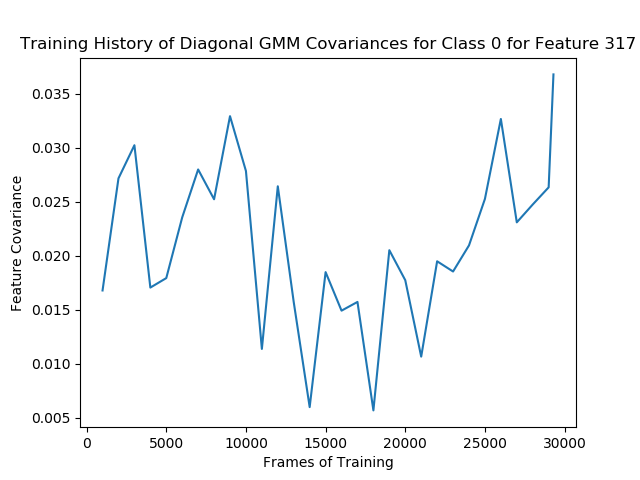 Training History of Diagonal GMM Covariances for Class 0 for Feature 317
0.035
0.030
0.025
0.020
0.015
0.010
0.005
Feature Covariance
0 5000 10000 15000 20000 25000 30000
Frames of Training